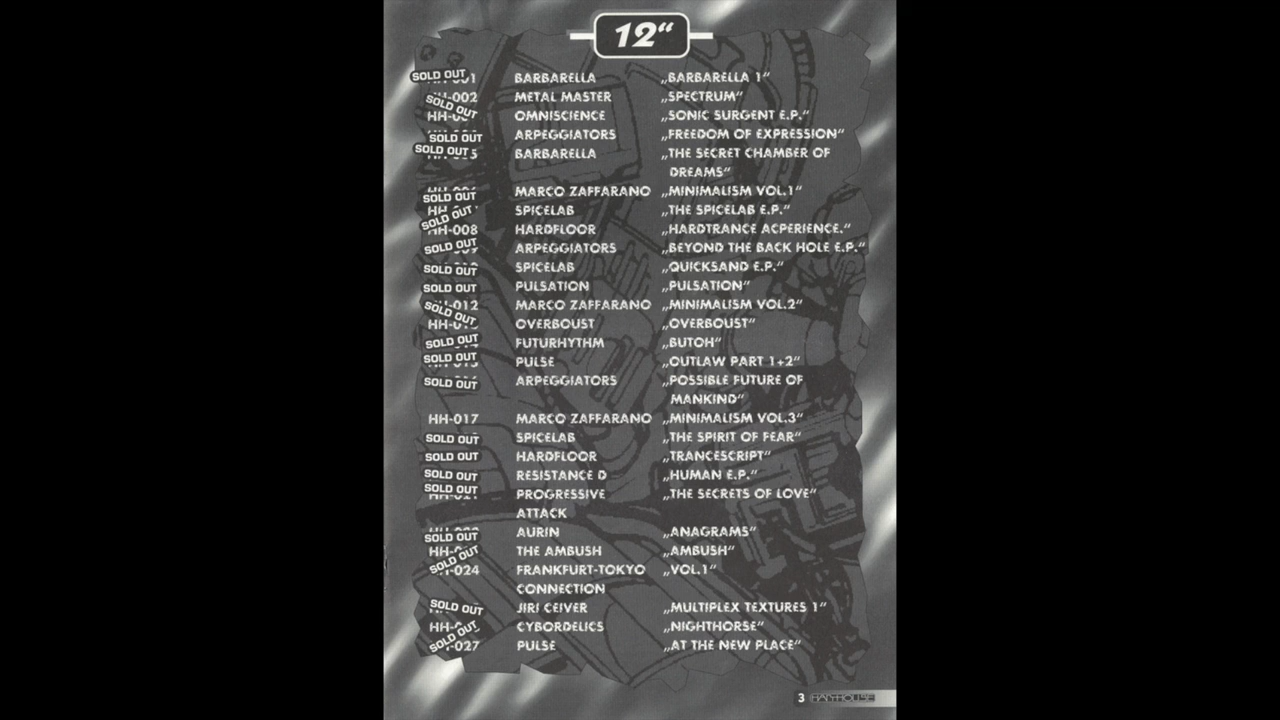 12“
SOLD OUT BARBARELLA „BARBARELLA 1“
HH-002 METAL MASTER „SPECTRUM“
SOLD OUT OMNISCIENCE „SONIC SURGENT E.P.“
SOLD OUT ARPEGGIATORS „FREEDOM OF EXPRESSION“
SOLD OUT BARBARELLA „THE SECRET CHAMBER OF
DREAMS“
SOLD OUT MARCO ZAFFARANO „MINIMALISM VOL.1“
SOLD OUT SPICELAB „THE SPICELAB E.P.“
HH-008 HARDFLOOR „HARDTRANCE ACPERIENCE.“
SOLD OUT ARPEGGIATORS „BEYOND THE BACK HOLE E.P.“
SOLD OUT SPICELAB „QUICKSAND E.P.“
SOLD OUT PULSATION „PULSATION“
MARCO ZAFFARANO „MINIMALISM VOL.2“
SOLD OUT OVERBOUST „OVERBOUST“
SOLD OUT FUTURHYTHM „BUTOH“
SOLD OUT PULSE „OUTLAW PART 1+2“
SOLD OUT ARPEGGIATORS „POSSIBLE FUTURE OF
MANKIND“
HH-017 MARCO ZAFFARANO „MINIMALISM VOL.3“
SOLD OUT SPICELAB „THE SPIRIT OF FEAR“
SOLD OUT HARDFLOOR „TRANCESCRIPT“
SOLD OUT RESISTANCE D „HUMAN E.P.“
SOLD OUT PROGRESSIVE „THE SECRETS OF LOVE“
ATTACK
SOLD OUT AURIN „ANAGRAMS“
THE AMBUSH „AMBUSH“
SOLD OUT FRANKFURT-TOKYO „VOL.1“
CONNECTION
SOLD OUT JIRI CEIVER „MULTIPLEX TEXTURES 1“
CYBORDELICS „NIGHTHORSE“
SOLD OUT PULSE „AT THE NEW PLACE“
3 HARTHOUSE